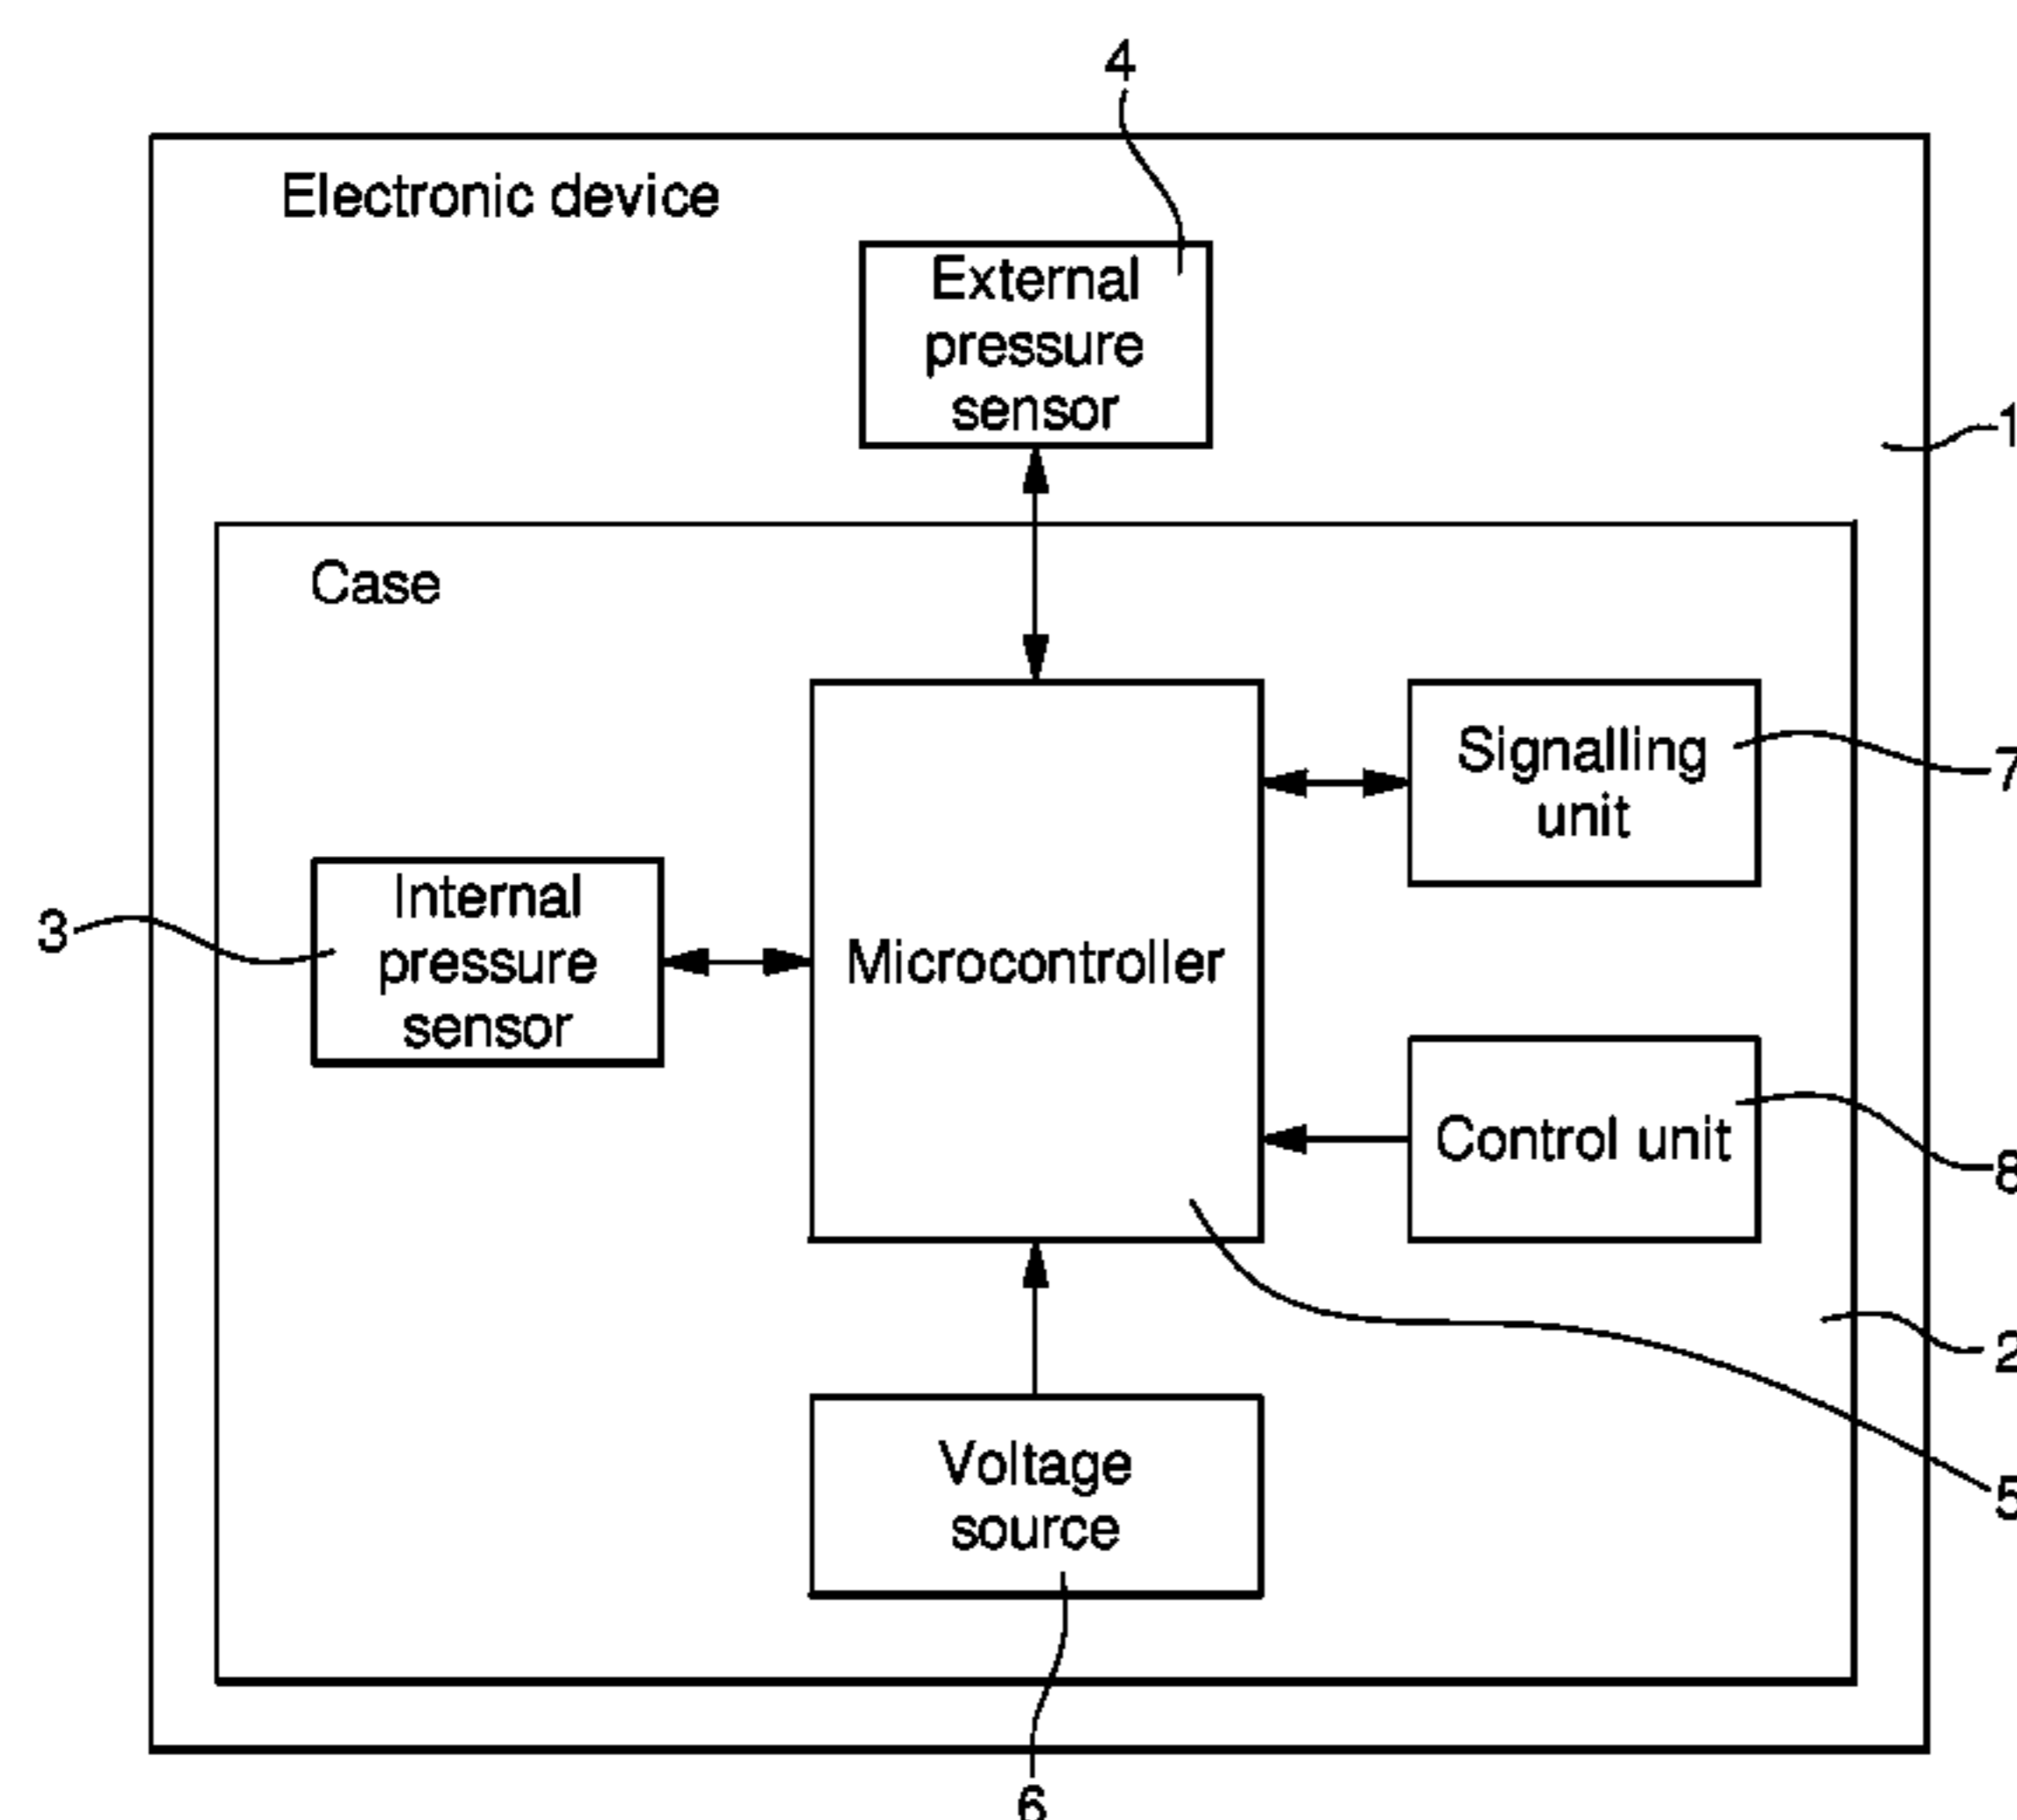 4
Electronic device
External
pressure
sensor
1
Case
Signalling
unit
7
Internal
pressure
sensor
3
Microcontroller
Control unit
8
2
Voltage
source
5
6